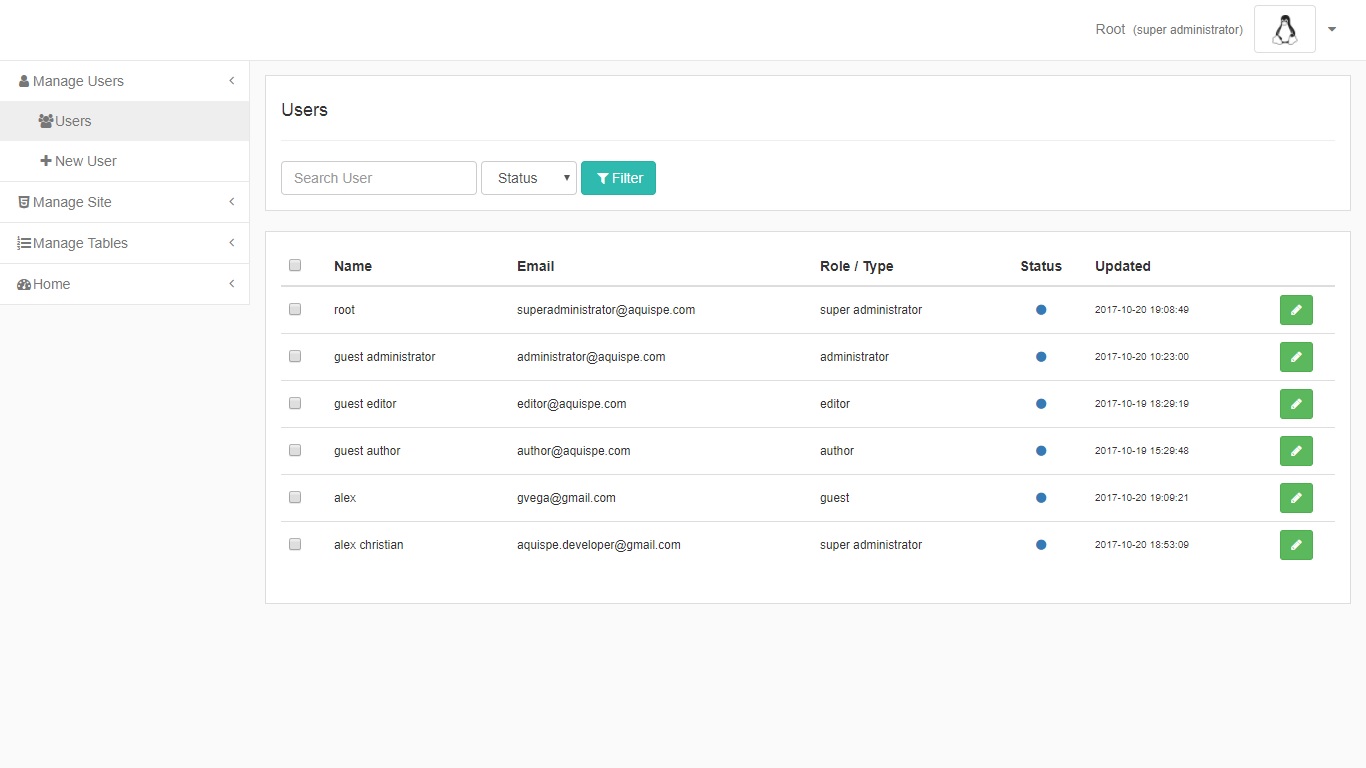 Root (super administrator)
Manage Users
Users
New User
Manage Site
Manage Tables
Home
Users
Search User Status Filter
Name Email Role / Type Status Updated
root superadministrator@aquispe.com super administrator 2017-10-20 19:08:49
guest administrator administrator@aquispe.com administrator 2017-10-20 10:23:00
guest editor editor@aquispe.com editor 2017-10-19 18:29:19
guest author author@aquispe.com author 2017-10-19 15:29:48
alex gvega@gmail.com guest 2017-10-20 19:09:21
alex christian aquispe.developer@gmail.com super administrator 2017-10-20 18:53:09